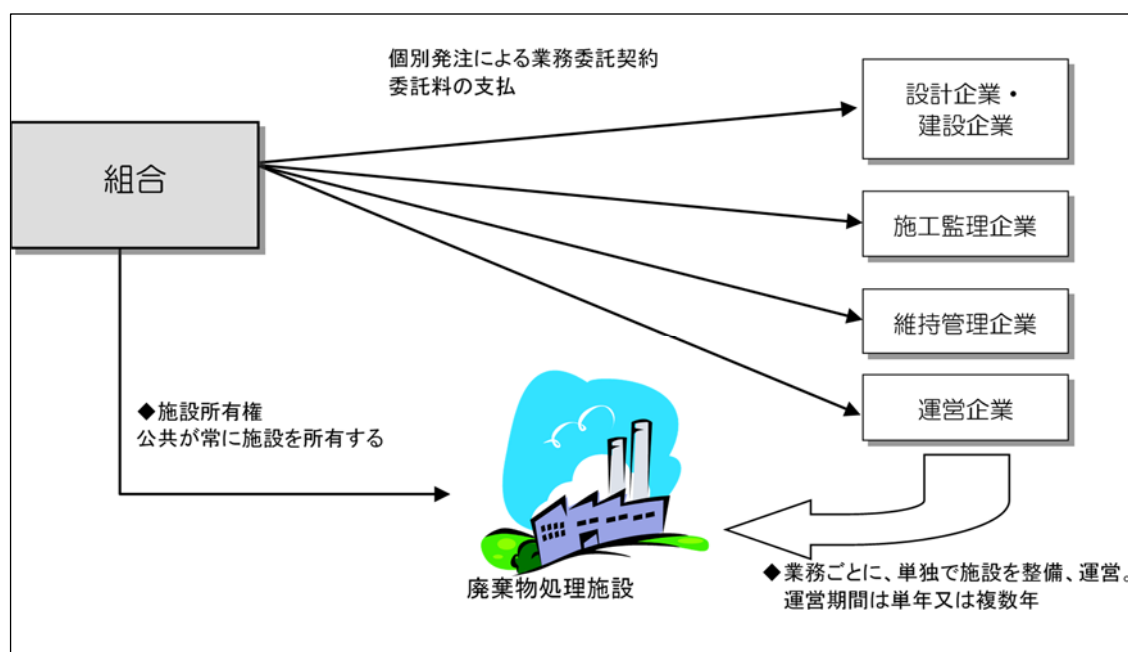 個別発注による業務委託契約
委託料の支払
設計企業・
建設企業
組合
施工監理企業
維持管理企業
運営企業
◆施設所有権
公共が常に施設を所有する
廃棄物処理施設
◆業務ごとに、単独で施設を整備、運営。
運営期間は単年又は複数年